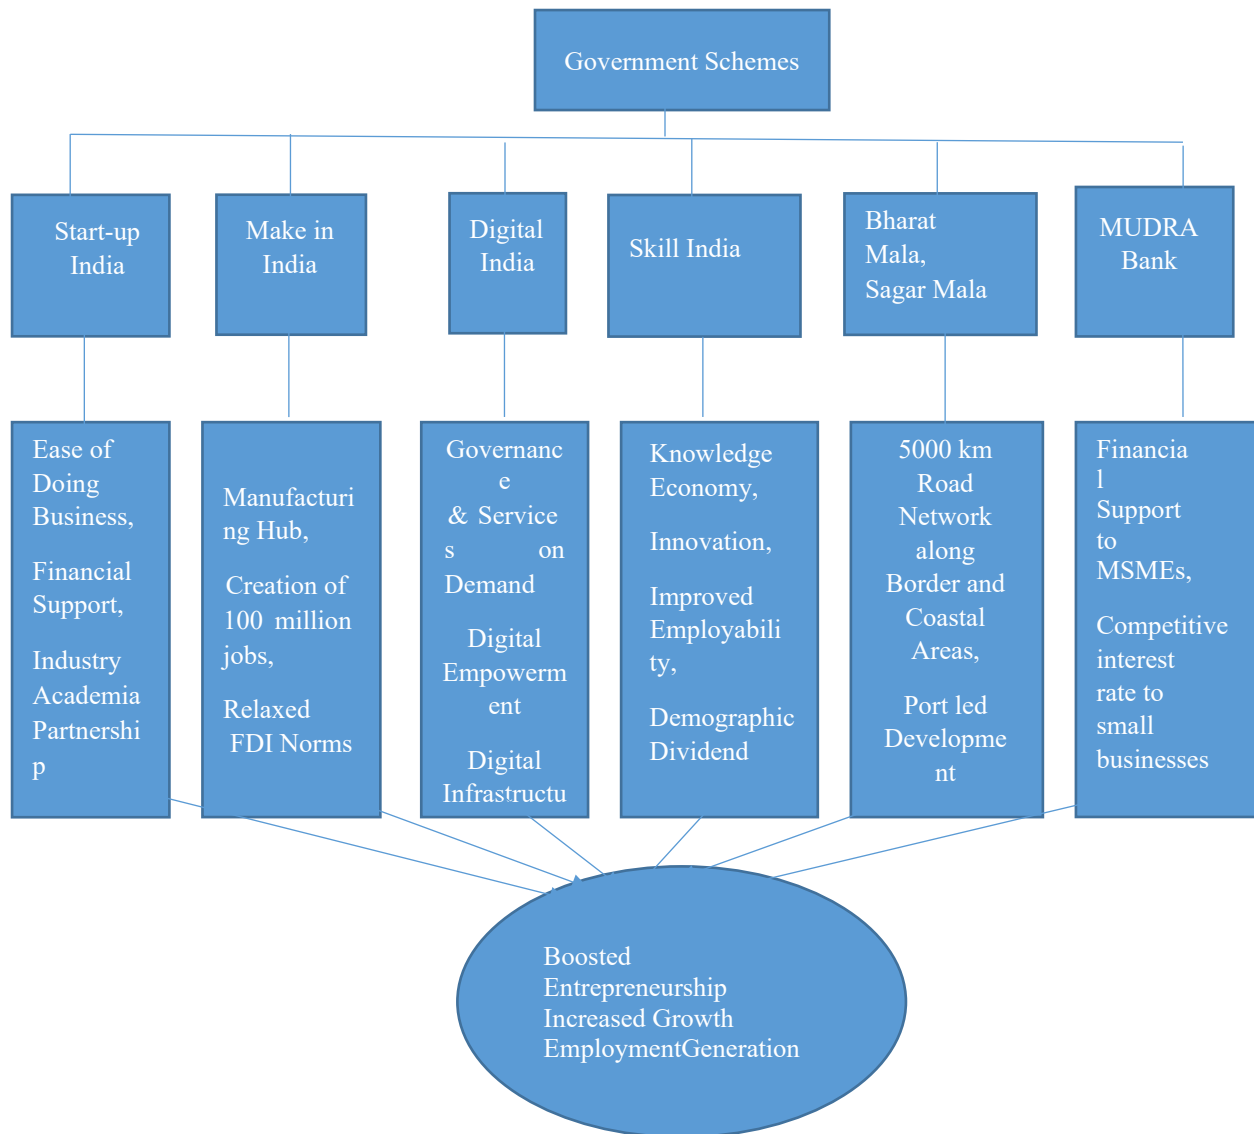 Government Schemes
Start-up
India
Make in
India
Digital
India
Skill India
Bharat
Mala,
Sagar Mala
MUDRA
Bank
Ease of
Doing
Business,
Financial
Support,
Industry
Academia
Partnershi
p
Manufacturi
ng Hub,
Creation of
100 million
jobs,
Relaxed
FDI Norms
Governanc
e
& Service
s on
Demand
Digital
Empowerm
ent
Digital
Infrastructu
Knowledge
Economy,
Innovation,
Improved
Employabili
ty,
Demographic
Dividend
5000 km
Road
Network
along
Border and
Coastal
Areas,
Port led
Developme
nt
Financia
l
Support
to
MSMEs,
Competitive
interest
rate to
small
businesses
Boosted
Entrepreneurship
Increased Growth
EmploymentGeneration